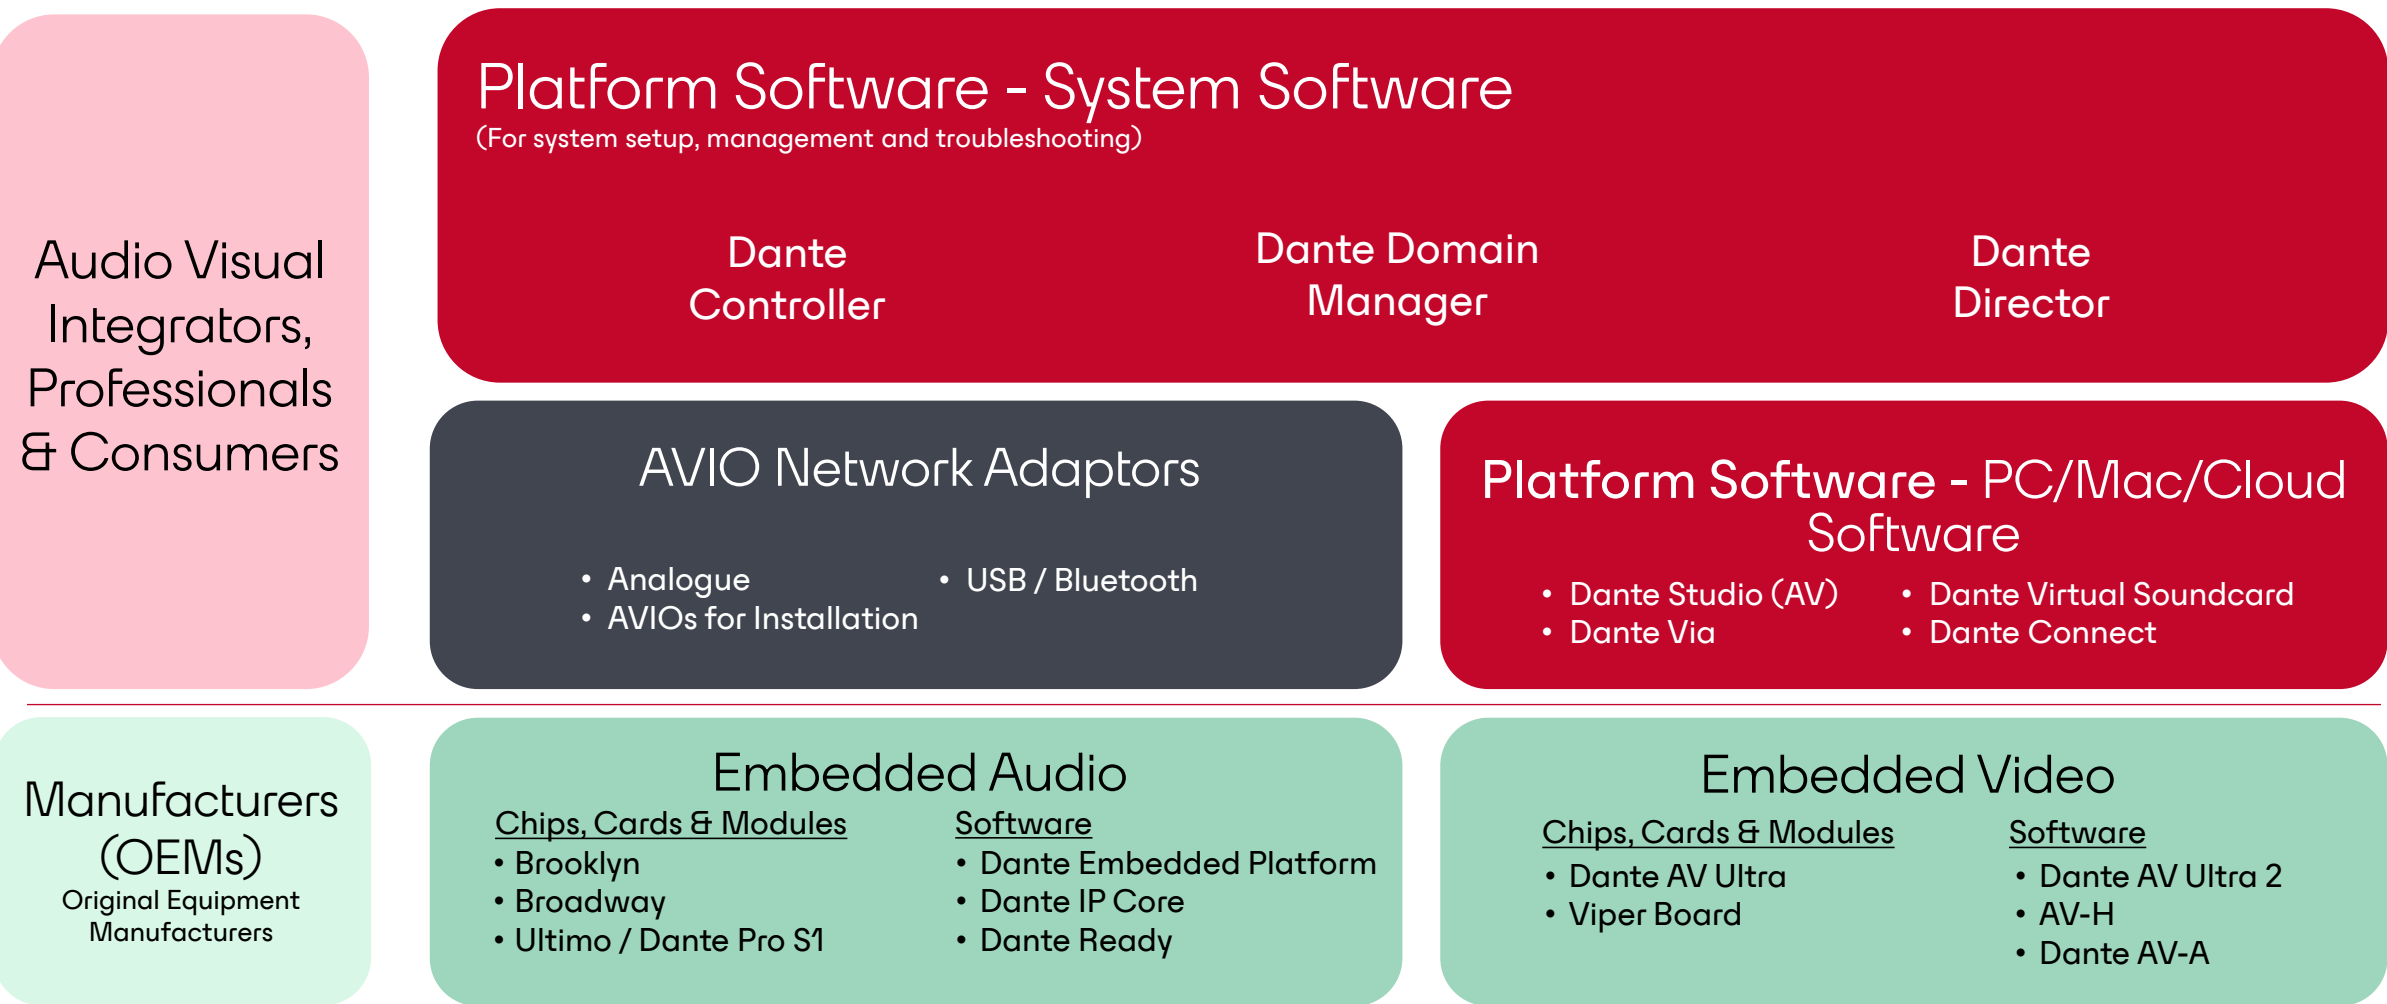 Audio Visual
Integrators,
Professionals
& Consumers
Platform Software - System Software
(For system setup, management and troubleshooting)
Dante
Controller
Dante Domain
Manager
Dante
Director
AVIO Network Adaptors
• Analogue
• AVIOs for Installation
• USB / Bluetooth
Platform Software - PC/Mac/Cloud
Software
• Dante Studio (AV)
• Dante Via
• Dante Virtual Soundcard
• Dante Connect
Manufacturers
(OEMs)
Original Equipment
Manufacturers
Embedded Audio
Chips, Cards & Modules
• Brooklyn
• Broadway
• Ultimo / Dante Pro S1
Software
• Dante Embedded Platform
• Dante IP Core
• Dante Ready
Embedded Video
Chips, Cards & Modules
• Dante AV Ultra
• Viper Board
Software
• Dante AV Ultra 2
• AV-H
• Dante AV-A